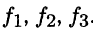 f₁, f₂, f₃.